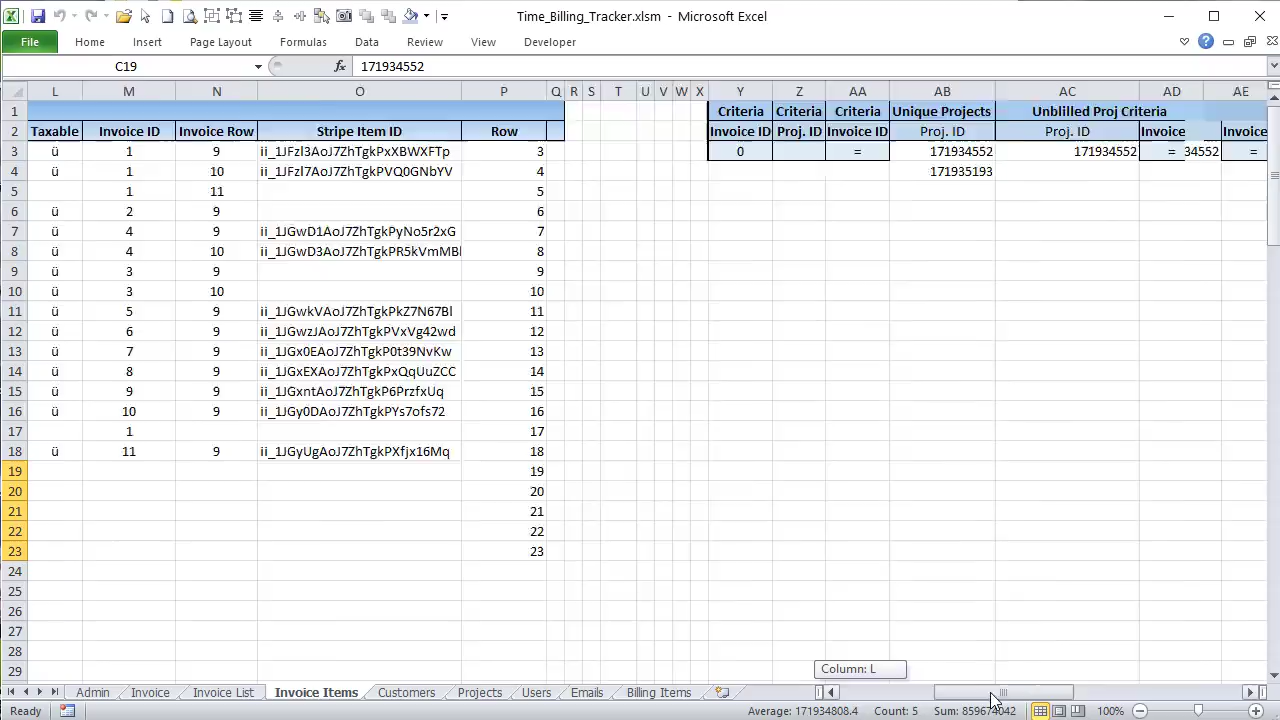 Time_Billing_Tracker.xlsm - Microsoft Excel
File Home Insert Page Layout Formulas Data Review View Developer
C19 fx 171934552
L M N O P Q R S T U V W X Y Z AA AB AC AD AE
1 Criteria Criteria Criteria Unique Projects Unblilled Proj Criteria
2 Taxable Invoice ID Invoice Row Stripe Item ID Row Invoice ID Proj. ID Invoice ID Proj. ID Proj. ID Invoice Invoice
3 ü 1 9 ii_1JFzl3AoJ7ZhTgkPxXBWXFTp 3 0 = 171934552 171934552 = 34552 =
4 ü 1 10 ii_1JFzl7AoJ7ZhTgkPVQ0GNbYV 4 171935193
5 1 11 5
6 ü 2 9 6
7 ü 4 9 ii_1JGwD1AoJ7ZhTgkPyNo5r2xG 7
8 ü 4 10 ii_1JGwD3AoJ7ZhTgkPR5kVmMBl 8
9 ü 3 9 9
10 ü 3 10 10
11 ü 5 9 ii_1JGwkVAoJ7ZhTgkPkZ7N67Bl 11
12 ü 6 9 ii_1JGwzJAoJ7ZhTgkPVxVg42wd 12
13 ü 7 9 ii_1JGx0EAoJ7ZhTgkP0t39NvKw 13
14 ü 8 9 ii_1JGxEXAoJ7ZhTgkPxQqUuZCC 14
15 ü 9 9 ii_1JGxntAoJ7ZhTgkP6PrzfxUq 15
16 ü 10 9 ii_1JGy0DAoJ7ZhTgkPYs7ofs72 16
17 1 17
18 ü 11 9 ii_1JGyUgAoJ7ZhTgkPXfjx16Mq 18
19 19
20 20
21 21
22 22
23 23
24
25
26
27
28
29
Column: L
Admin Invoice Invoice List Invoice Items Customers Projects Users Emails Billing Items
Ready Average: 171934808.4 Count: 5 Sum: 859674042 100%